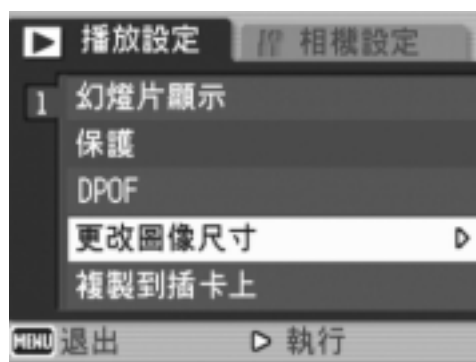 播放設定 相機設定
1 幻燈片顯示
保護
DPOF
更改圖像尺寸
複製到插卡上
MENU 退出 執行